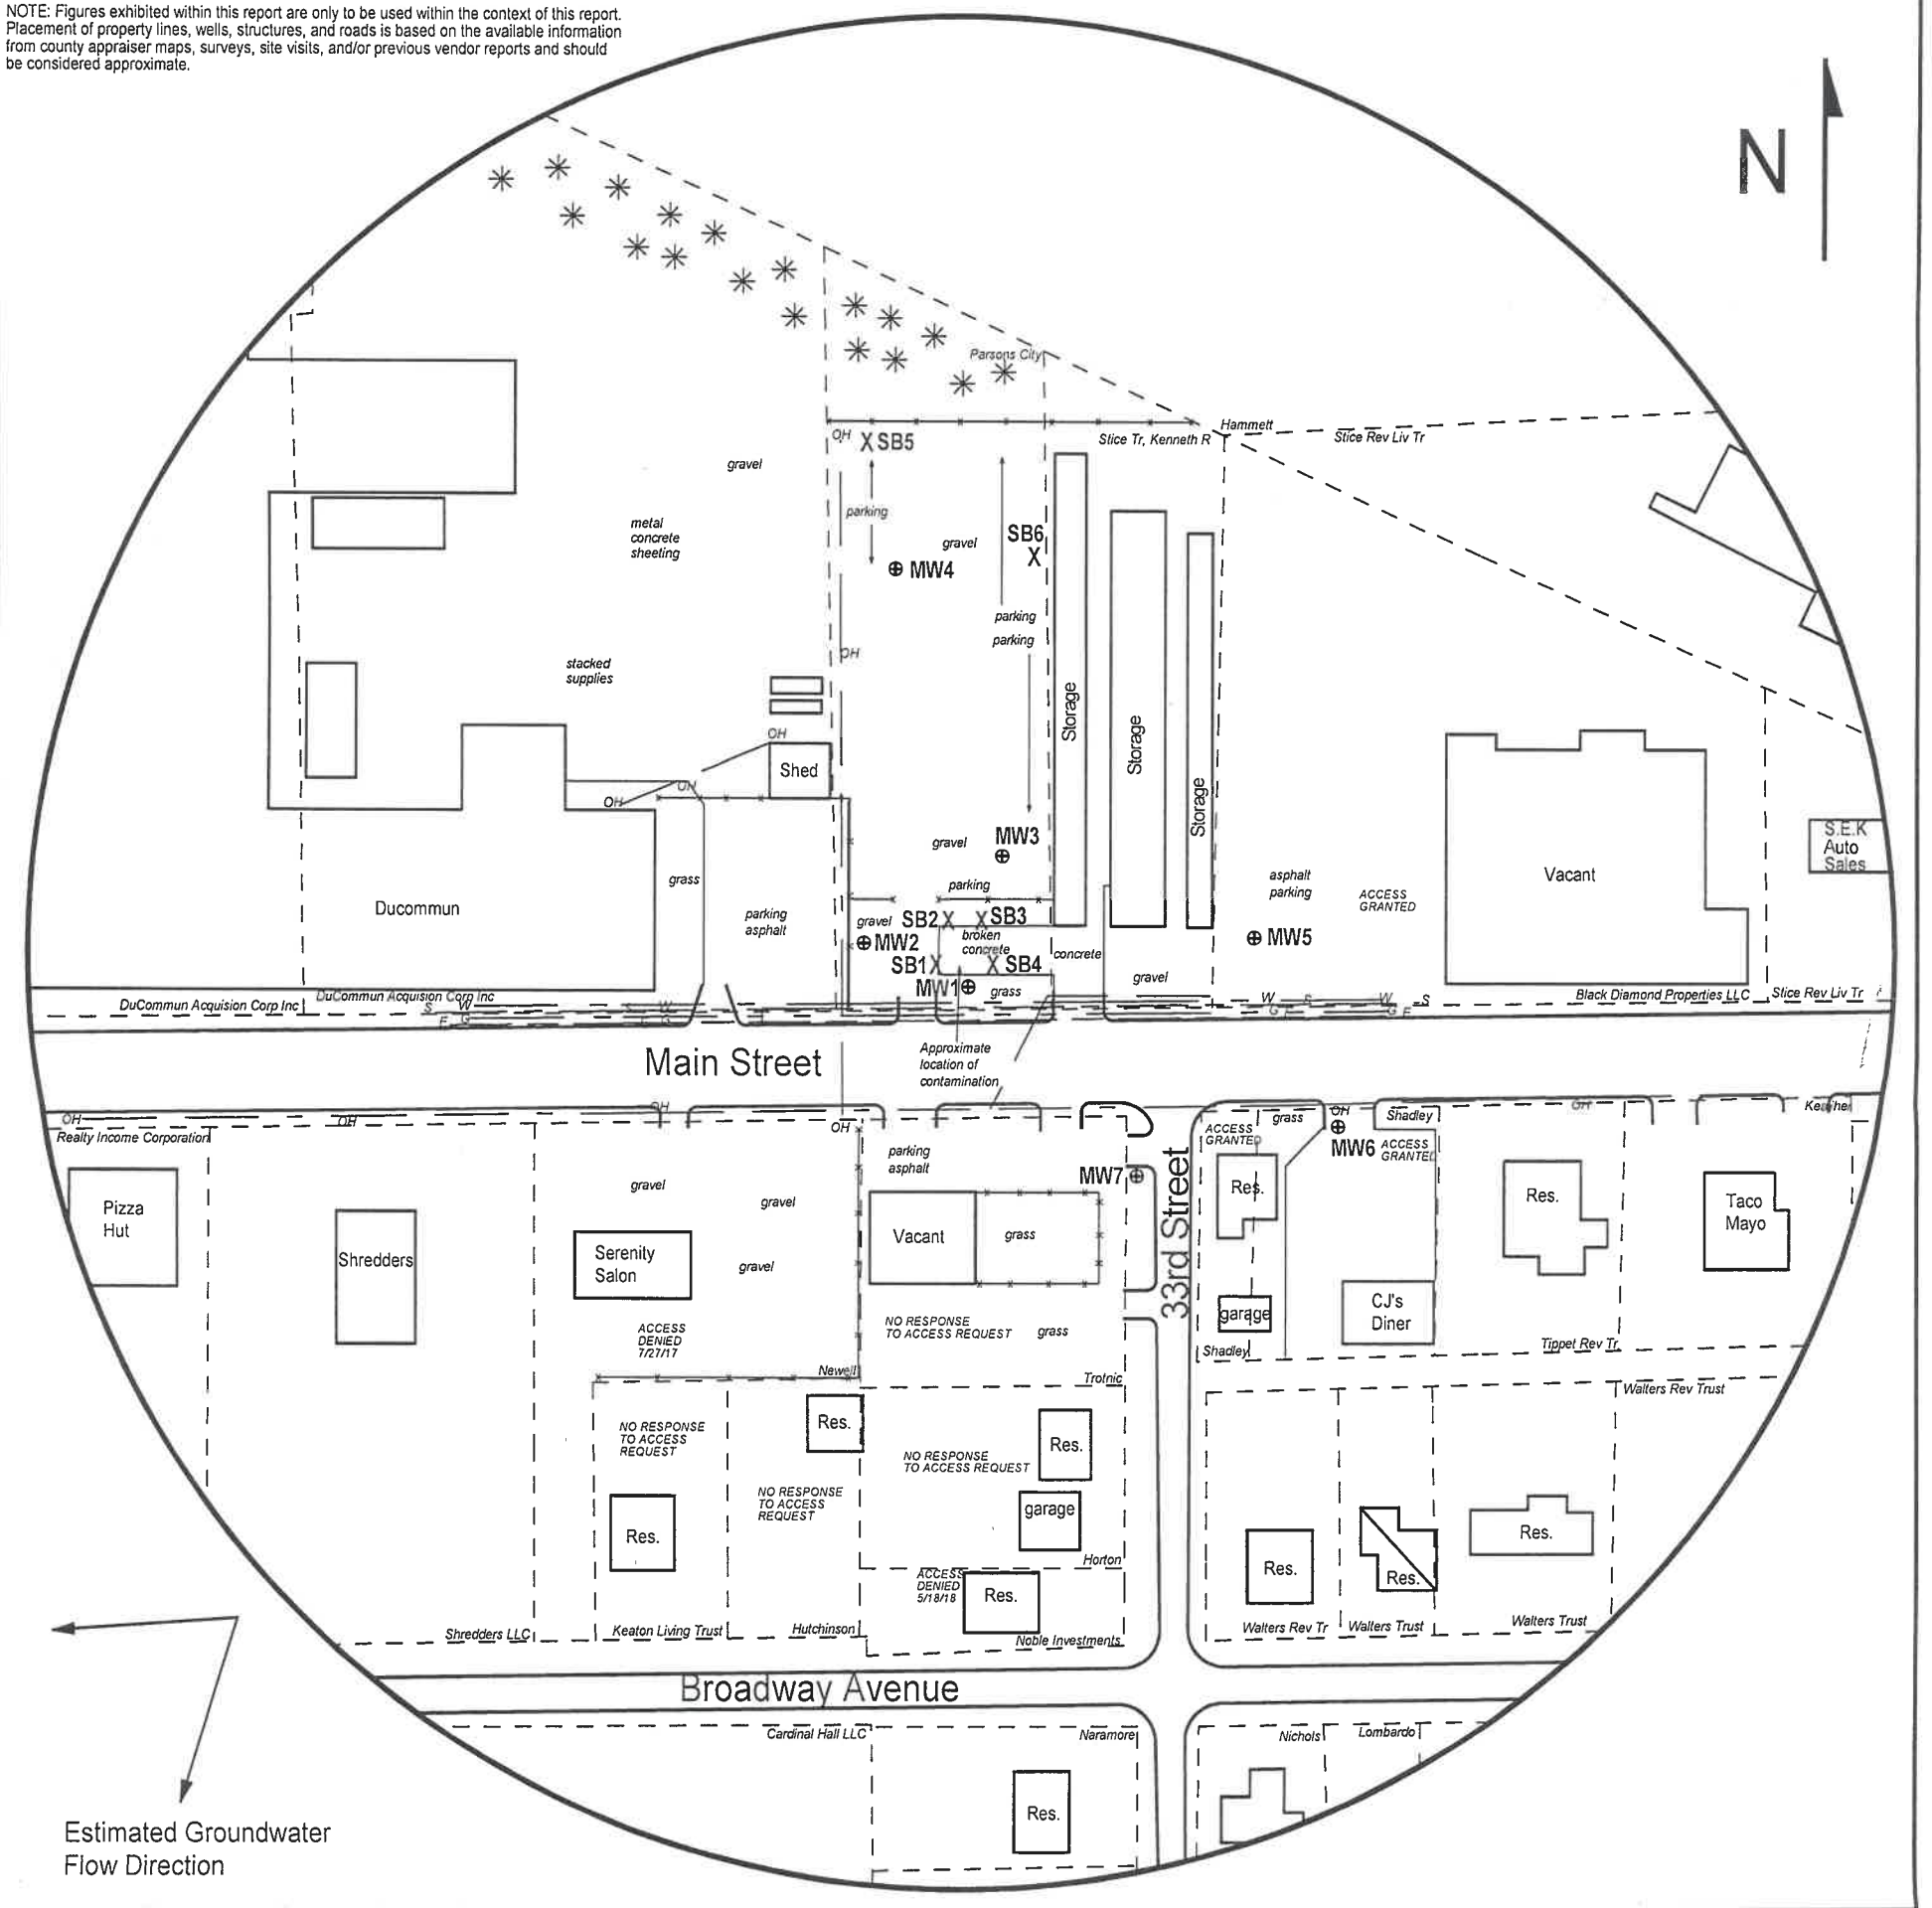 NOTE: Figures exhibited within this report are only to be used within the context of this report.
Placement of property lines, wells, structures, and roads is based on the available information
from county appraiser maps, surveys, site visits, and/or previous vendor reports and should
be considered approximate.
N
Parsons City
Hammett
Stice Tr, Kenneth R
Stice Rev Liv Tr
OH
SB5
gravel
parking
metal
concrete
sheeting
gravel
SB6
MW4
parking
parking
OH
stacked
supplies
Storage
Storage
Storage
OH
Shed
OH
OH
gravel
MW3
S.E.K
Auto
Sales
Vacant
grass
asphalt
parking
ACCESS
GRANTED
parking
Ducommun
parking
asphalt
gravel
SB2
SB3
broken
concrete
MW2
MW5
concrete
SB1
SB4
gravel
MW1
grass
DuCommun Acquision Corp Inc
DuCommun Acquision Corp Inc
S
W
S
W
W
S
W
S
Black Diamond Properties LLC
Stice Rev Liv Tr
F
G
G
G
F
G
F
Main Street
Approximate
location of
contamination
OH
OH
OH
OH
OH
OH
Realty Income Corporation
grass
Shadley
ACCESS
GRANTED
MW6
ACCESS
GRANTED
parking
asphalt
MW7
33rd Street
Pizza
Hut
Shredders
gravel
gravel
Serenity
Salon
gravel
Vacant
grass
Res.
Res.
Taco
Mayo
garage
CJ's
Diner
ACCESS
DENIED
7/27/17
NO RESPONSE
TO ACCESS REQUEST
grass
Shadley
Tippet Rev Tr
Newell
Trotnic
Walters Rev Trust
NO RESPONSE
TO ACCESS
REQUEST
Res.
NO RESPONSE
TO ACCESS REQUEST
Res.
NO RESPONSE
TO ACCESS
REQUEST
garage
Res.
Horton
ACCESS
DENIED
5/18/18
Res.
Res.
Res.
Res.
Shredders LLC
Keaton Living Trust
Hutchinson
Noble Investments
Walters Rev Tr
Walters Trust
Walters Trust
Broadway Avenue
Cardinal Hall LLC
Naramore
Nichols
Lombardo
Res.
Estimated Groundwater
Flow Direction